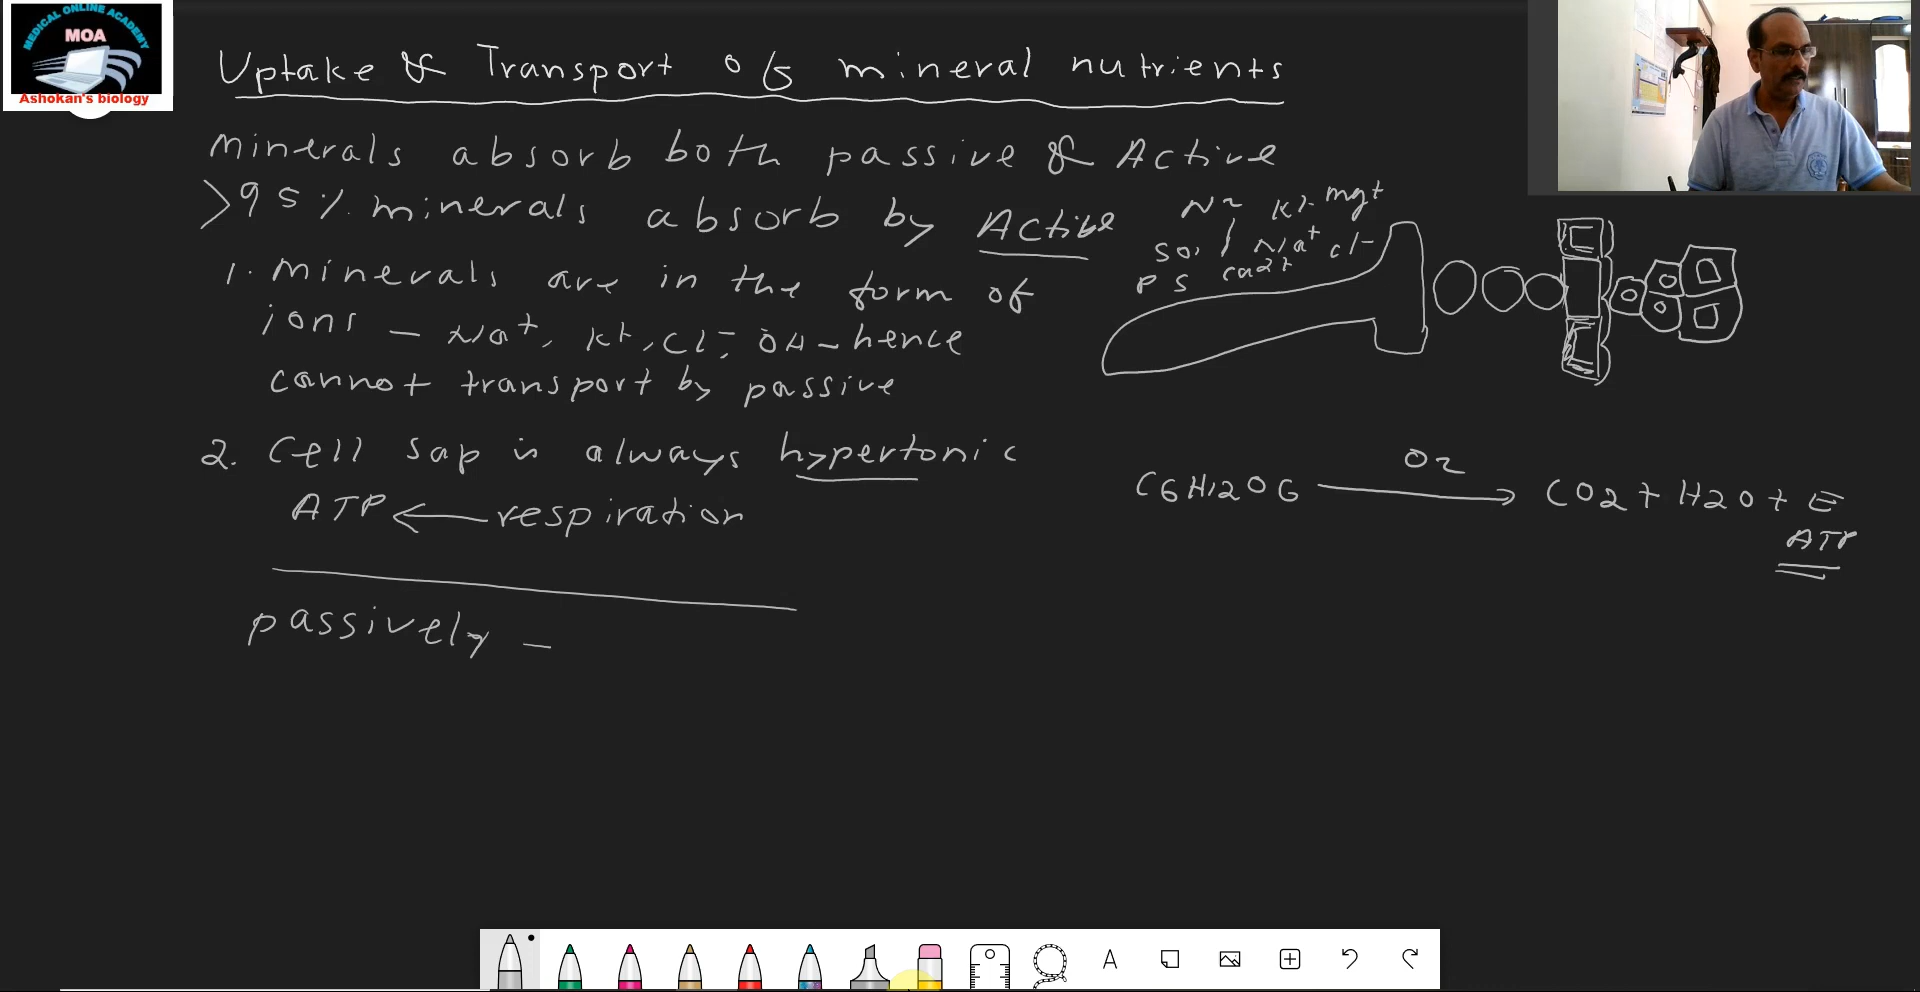 MEDICAL ONLINE ACADEMY
MOA
Ashokan's biology
Uptake & Transport of mineral nutrients
Minerals absorb both passive & Active
>95% minerals absorb by Active
1. Minerals are in the form of
ions – Na+, K+, Cl-, OH – hence
cannot transport by passive
2. Cell sap is always hypertonic
ATP ← respiration
passively –
N2 K+ mg+
Soil Na+ cl-
P S ca2+
C6H12O6 → O2 CO2 + H2O + E
ATP
A